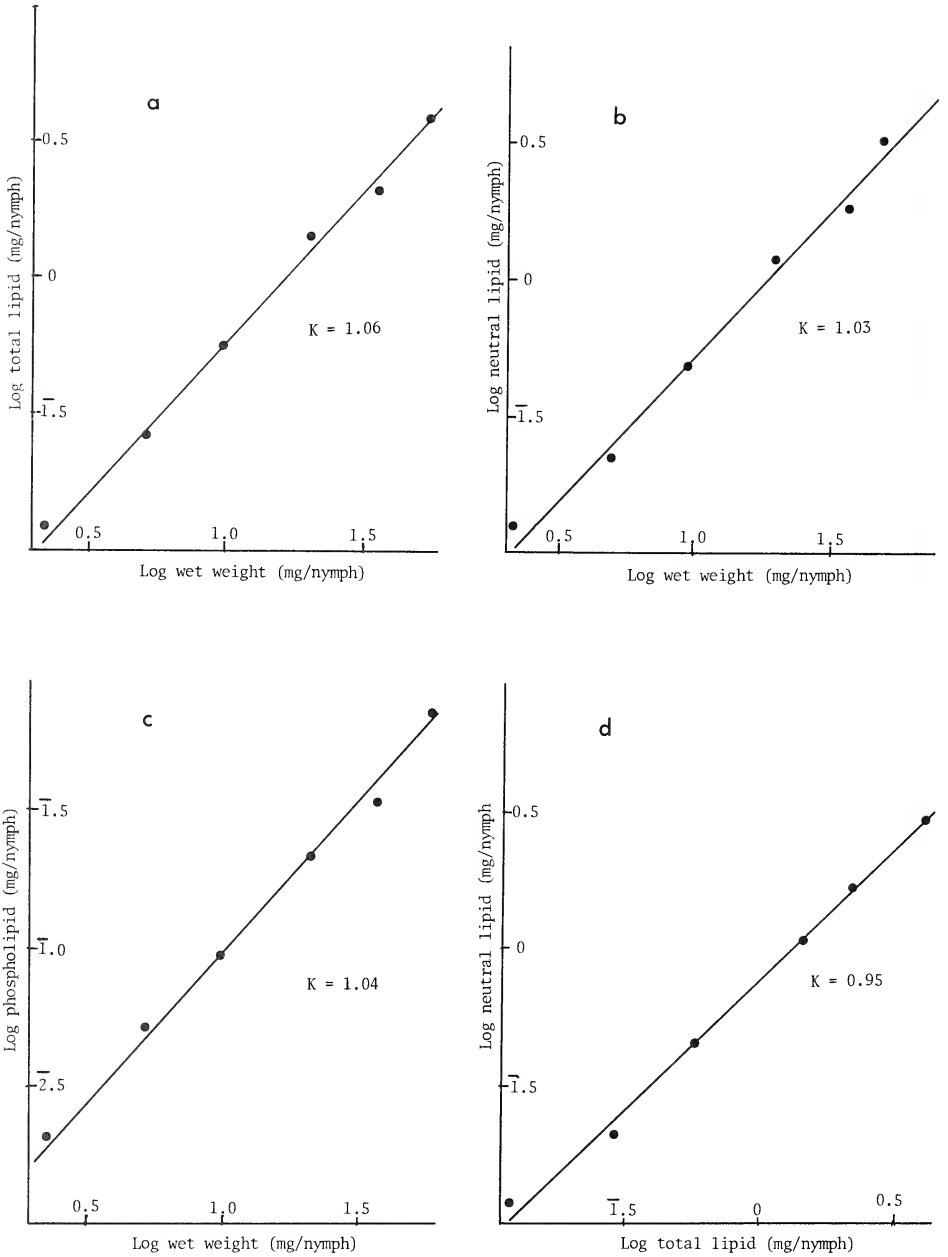 a
0.5
0
1̄.5
Log total lipid (mg/nymph)
K = 1.06
0.5 1.0 1.5
Log wet weight (mg/nymph)
b
0.5
0
1̄.5
Log neutral lipid (mg/nymph)
K = 1.03
0.5 1.0 1.5
Log wet weight (mg/nymph)
c
1̄.5
1̄.0
2̄.5
Log phospholipid (mg/nymph)
K = 1.04
0.5 1.0 1.5
Log wet weight (mg/nymph)
d
0.5
0
1̄.5
Log neutral lipid (mg/nymph
K = 0.95
1̄.5 0 0.5
Log total lipid (mg/nymph)